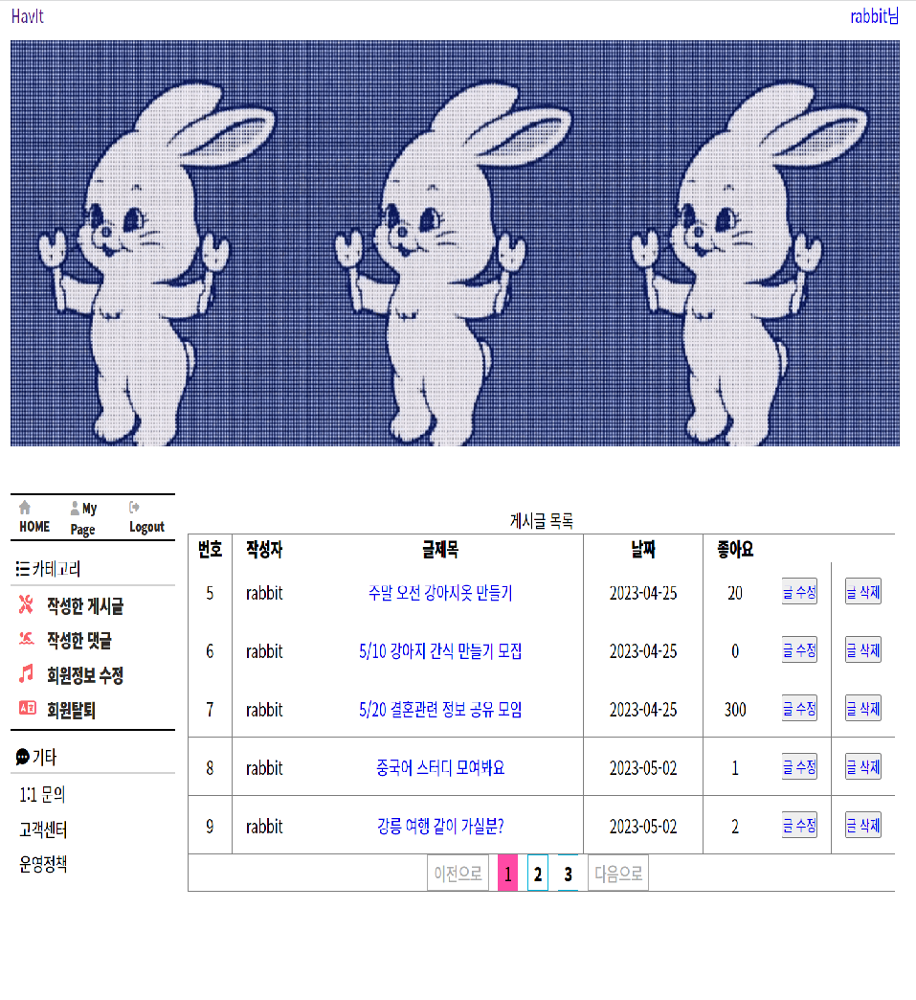 HavIt
rabbit님
HOME
My Page
Logout
카테고리
작성한 게시글
작성한 댓글
회원정보 수정
회원탈퇴
기타
1:1 문의
고객센터
운영정책
게시글 목록
번호 작성자 글제목 날짜 좋아요
5 rabbit 주말 오전 강아지옷 만들기 2023-04-25 20 글 수정 글 삭제
6 rabbit 5/10 강아지 간식 만들기 모집 2023-04-25 0 글 수정 글 삭제
7 rabbit 5/20 결혼관련 정보 공유 모임 2023-04-25 300 글 수정 글 삭제
8 rabbit 중국어 스터디 모여봐요 2023-05-02 1 글 수정 글 삭제
9 rabbit 강릉 여행 같이 가실분? 2023-05-02 2 글 수정 글 삭제
이전으로 1 2 3 다음으로